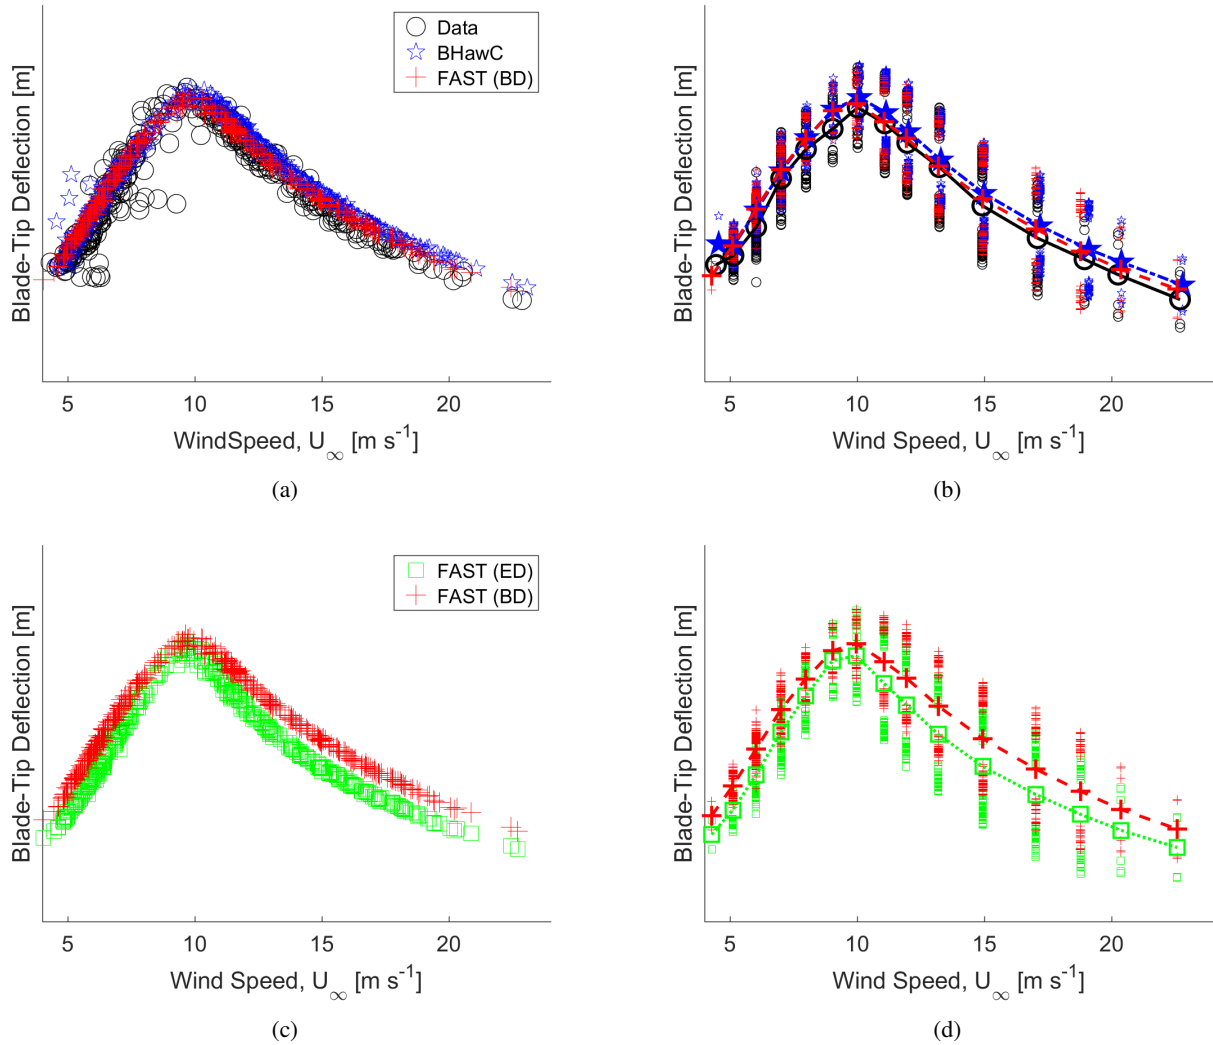 Data
BHawC
FAST (BD)
Blade-Tip Deflection [m]
5 10 15 20
WindSpeed, U∞ [m s⁻¹]
(a)
Blade-Tip Deflection [m]
5 10 15 20
Wind Speed, U∞ [m s⁻¹]
(b)
FAST (ED)
FAST (BD)
Blade-Tip Deflection [m]
5 10 15 20
Wind Speed, U∞ [m s⁻¹]
(c)
Blade-Tip Deflection [m]
5 10 15 20
Wind Speed, U∞ [m s⁻¹]
(d)